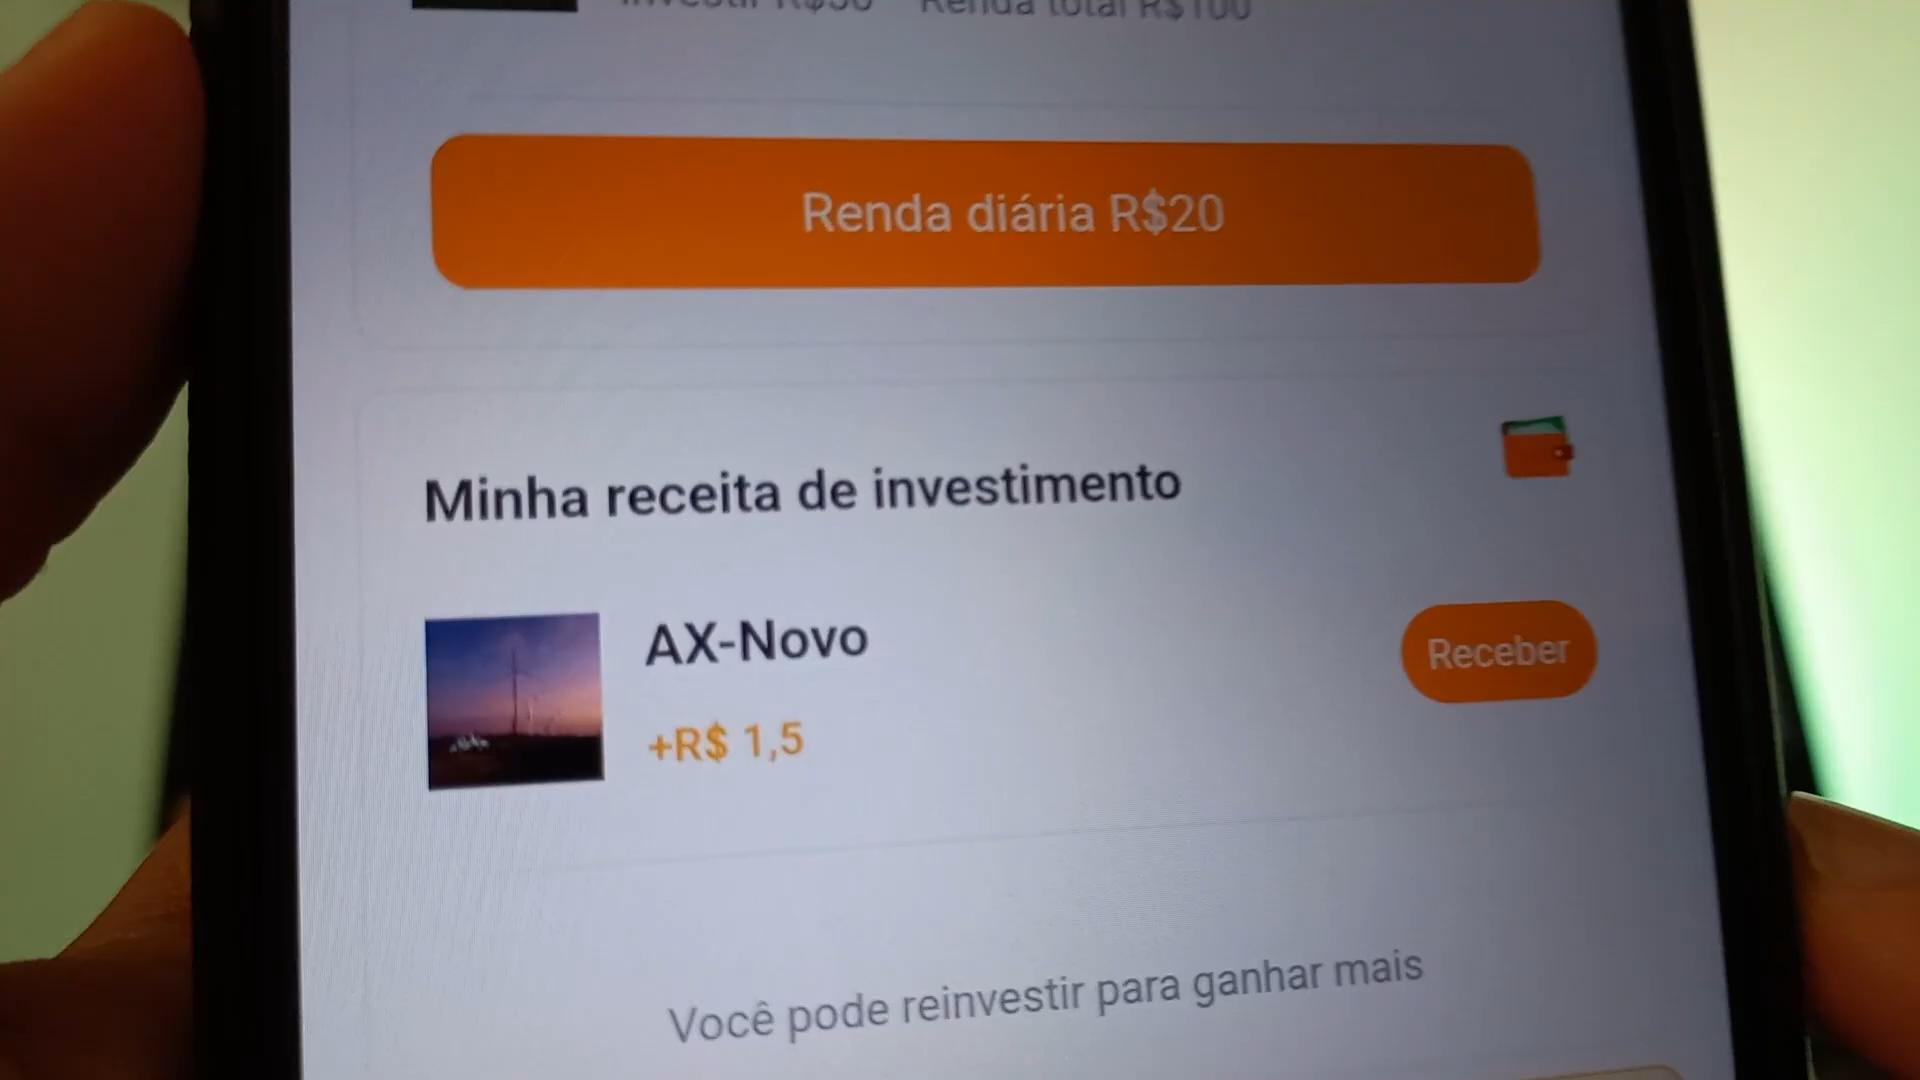 Investir R$50 Renda total R$100
Renda diária R$20
Minha receita de investimento
AX-Novo
+R$ 1,5
Receber
Você pode reinvestir para ganhar mais